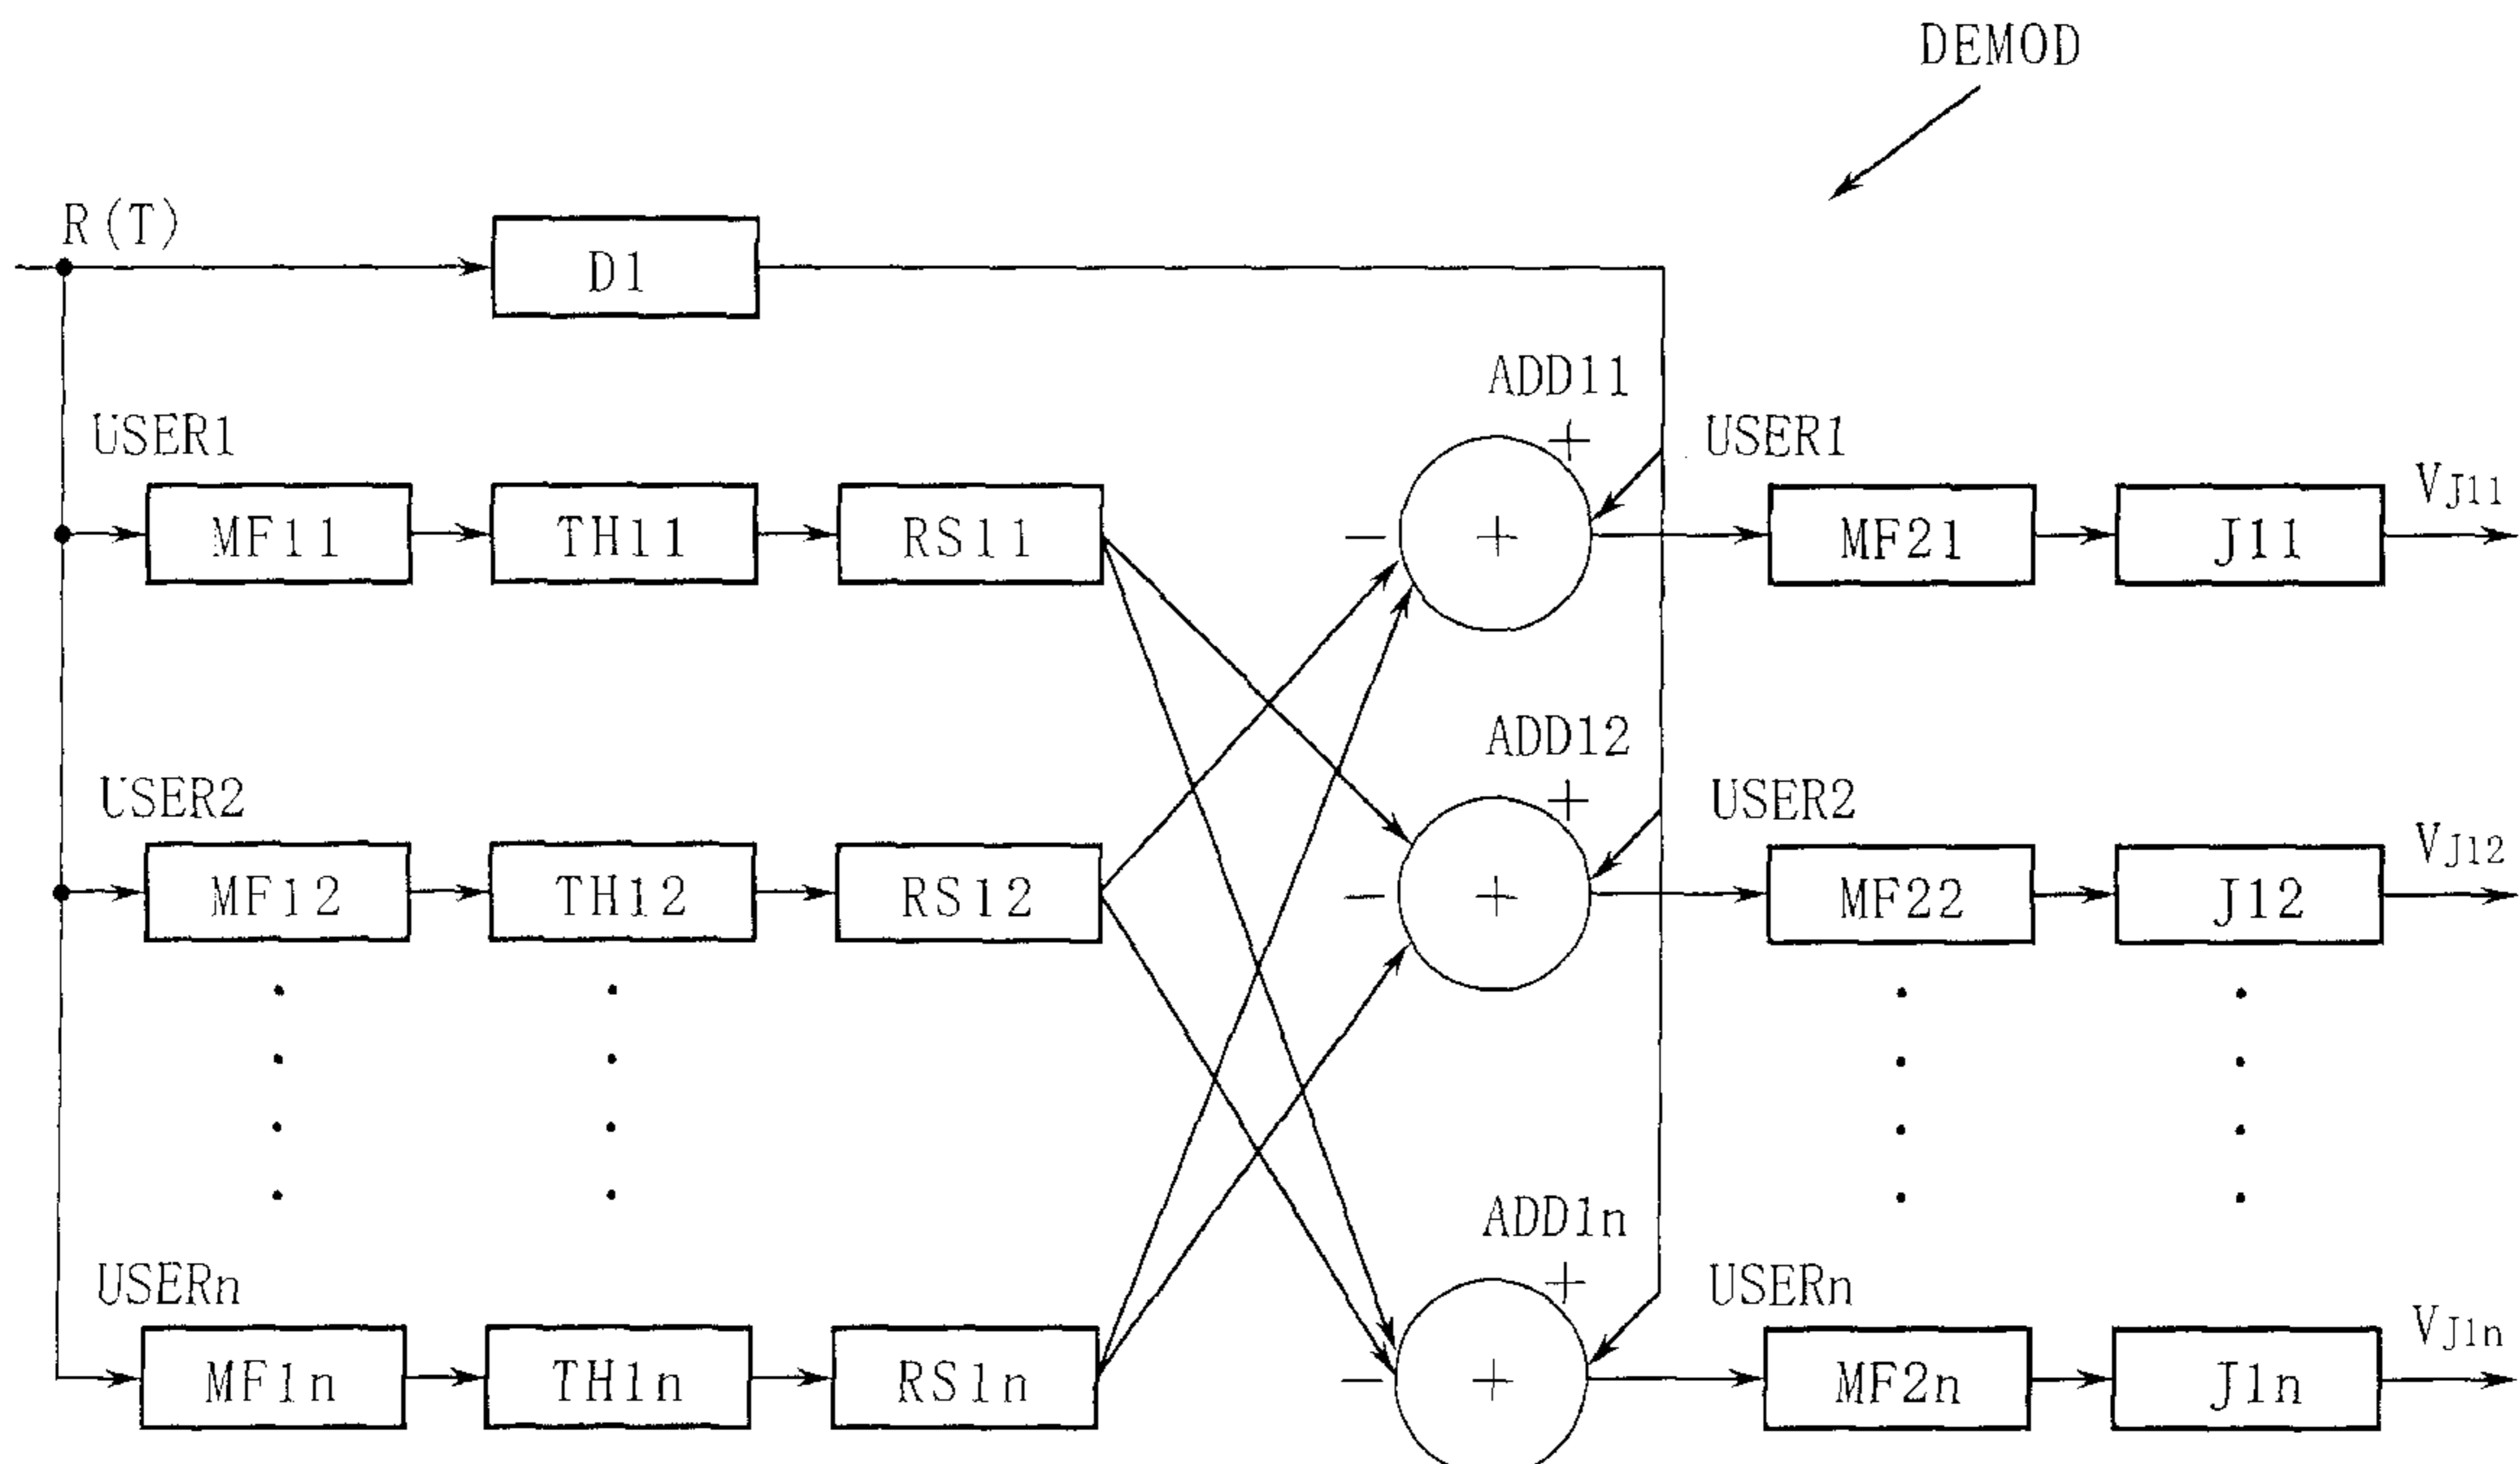 DEMOD
R(T)
D1
ADD11
+
USER1
USER1
MF11
TH11
RS11
−
+
MF21
J11
VJ11
ADD12
+
USER2
USER2
MF12
TH12
RS12
−
+
MF22
J12
VJ12
ADD1n
+
USERn
USERn
MF1n
TH1n
RS1n
−
+
MF2n
J1n
VJ1n